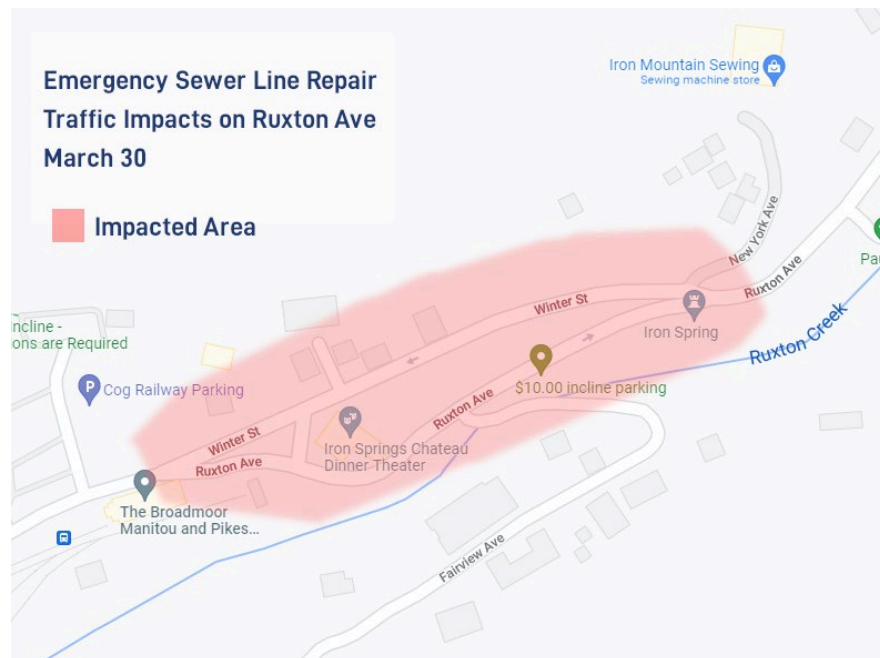 Emergency Sewer Line Repair
Traffic Impacts on Ruxton Ave
March 30
Impacted Area
Iron Mountain Sewing
Sewing machine store
New York Ave
Ruxton Ave
Pau
Winter St
Iron Spring
Ruxton Creek
ncline -
ons are Required
P
Cog Railway Parking
$10.00 incline parking
Ruxton Ave
Iron Springs Chateau
Dinner Theater
Winter St
Ruxton Ave
The Broadmoor
Manitou and Pikes...
Fairview Ave